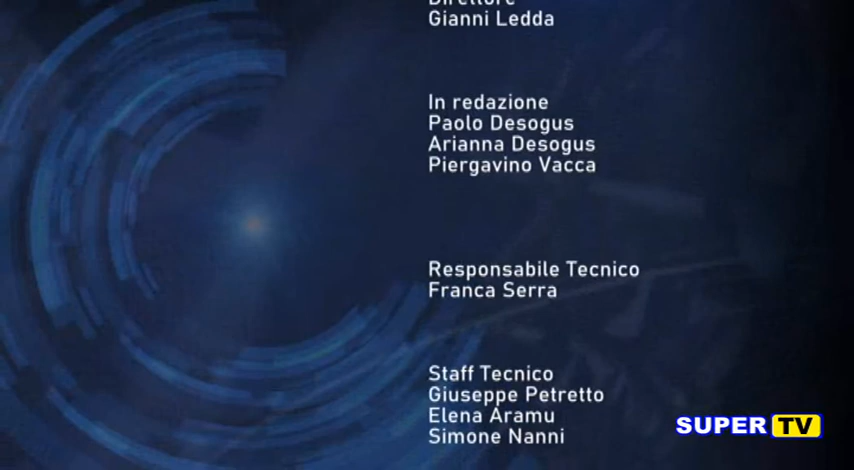 Direttore
Gianni Ledda
In redazione
Paolo Desogus
Arianna Desogus
Piergavino Vacca
Responsabile Tecnico
Franca Serra
Staff Tecnico
Giuseppe Petretto
Elena Aramu
Simone Nanni
SUPER TV